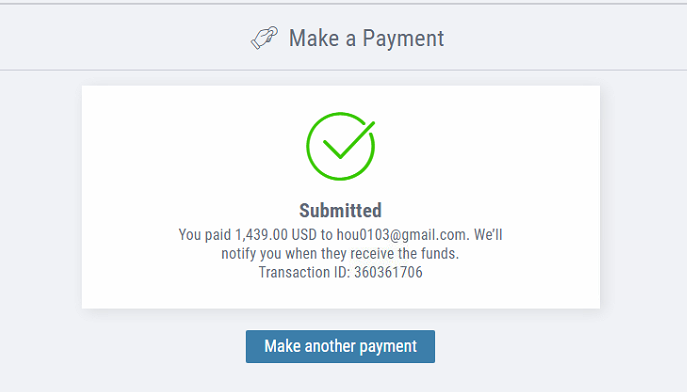 Make a Payment
Submitted
You paid 1,439.00 USD to hou0103@gmail.com. We’ll
notify you when they receive the funds.
Transaction ID: 360361706
Make another payment